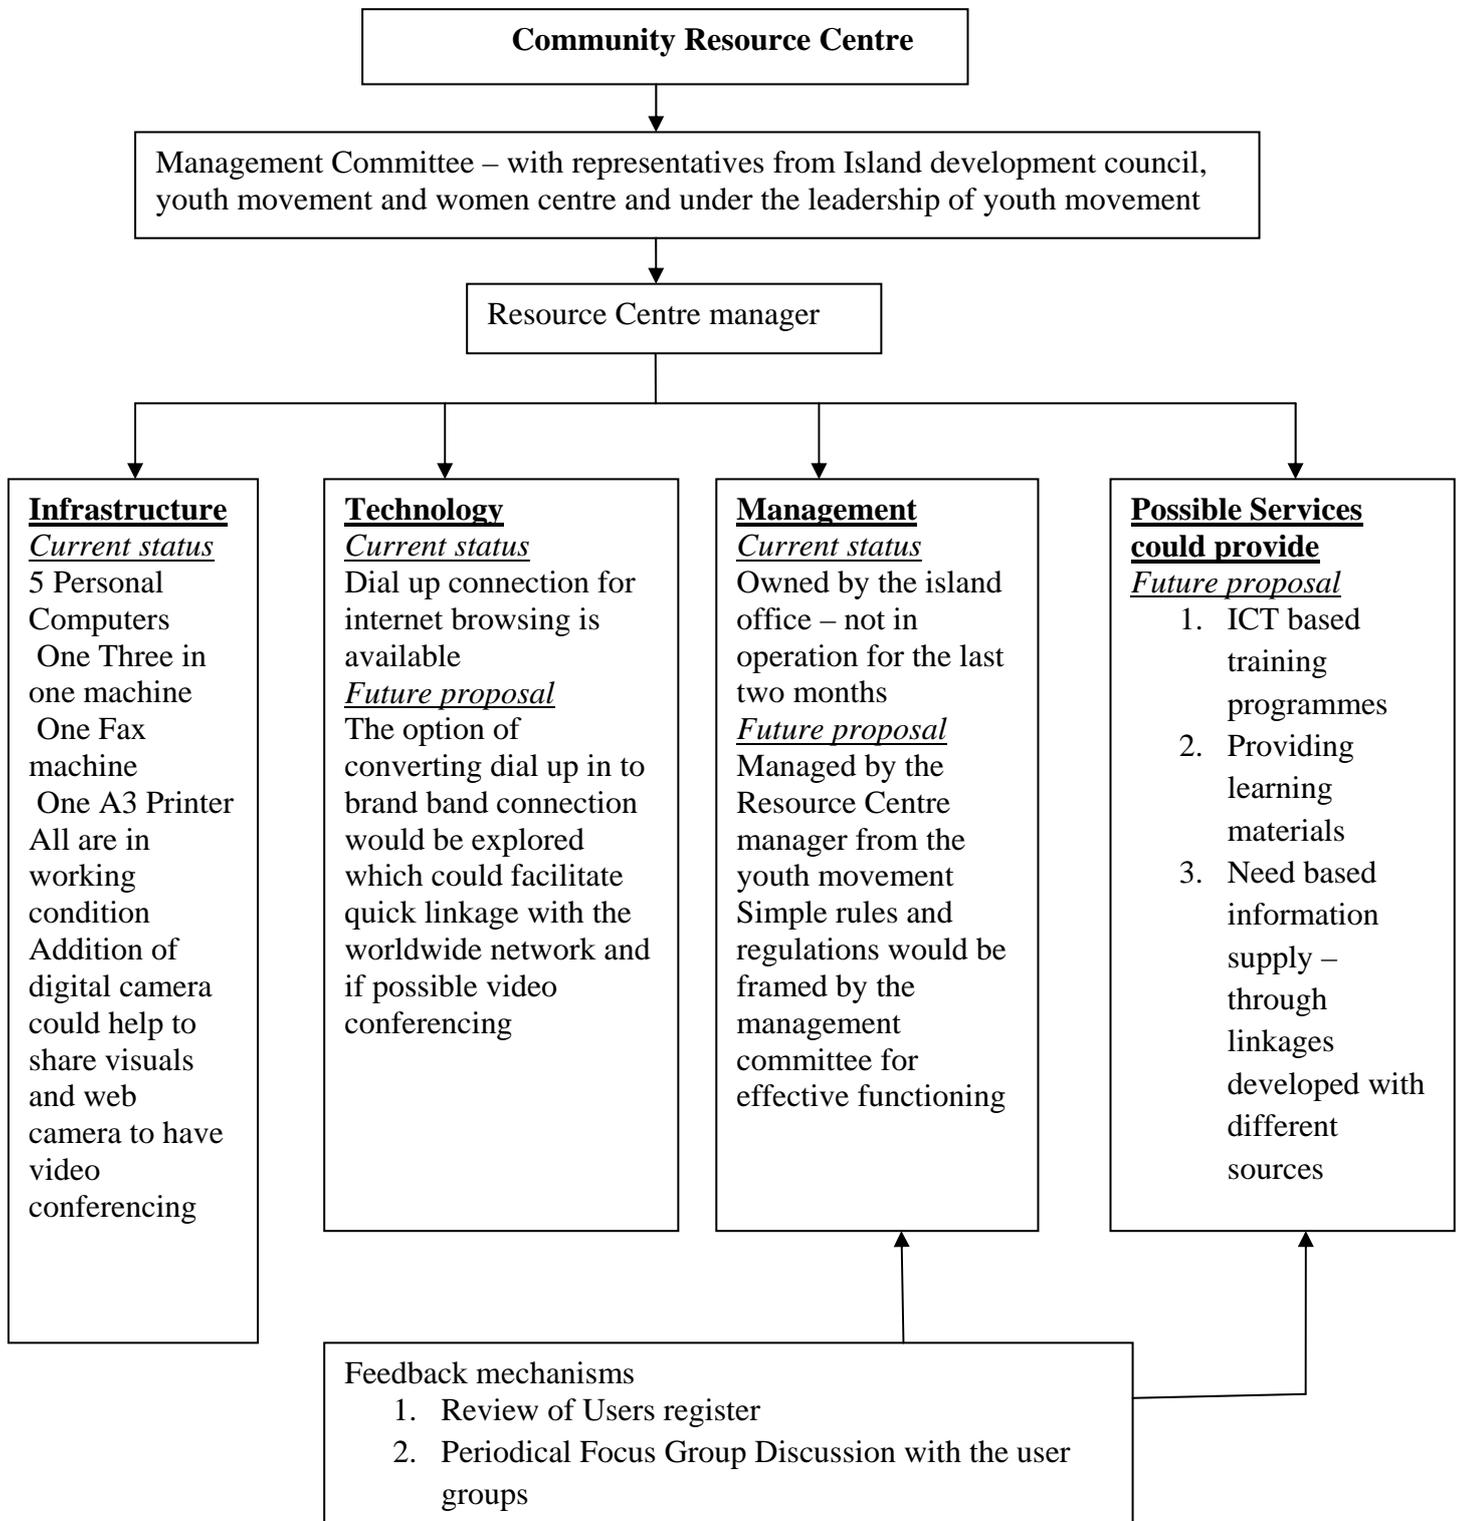 Community Resource Centre
Management Committee – with representatives from Island development council,
youth movement and women centre and under the leadership of youth movement
Resource Centre manager
Infrastructure
Current status
5 Personal
Computers
One Three in
one machine
One Fax
machine
One A3 Printer
All are in
working
condition
Addition of
digital camera
could help to
share visuals
and web
camera to have
video
conferencing
Technology
Current status
Dial up connection for
internet browsing is
available
Future proposal
The option of
converting dial up in to
brand band connection
would be explored
which could facilitate
quick linkage with the
worldwide network and
if possible video
conferencing
Management
Current status
Owned by the island
office – not in
operation for the last
two months
Future proposal
Managed by the
Resource Centre
manager from the
youth movement
Simple rules and
regulations would be
framed by the
management
committee for
effective functioning
Possible Services
could provide
Future proposal
1. ICT based
training
programmes
2. Providing
learning
materials
3. Need based
information
supply –
through
linkages
developed with
different
sources
Feedback mechanisms
1. Review of Users register
2. Periodical Focus Group Discussion with the user
groups